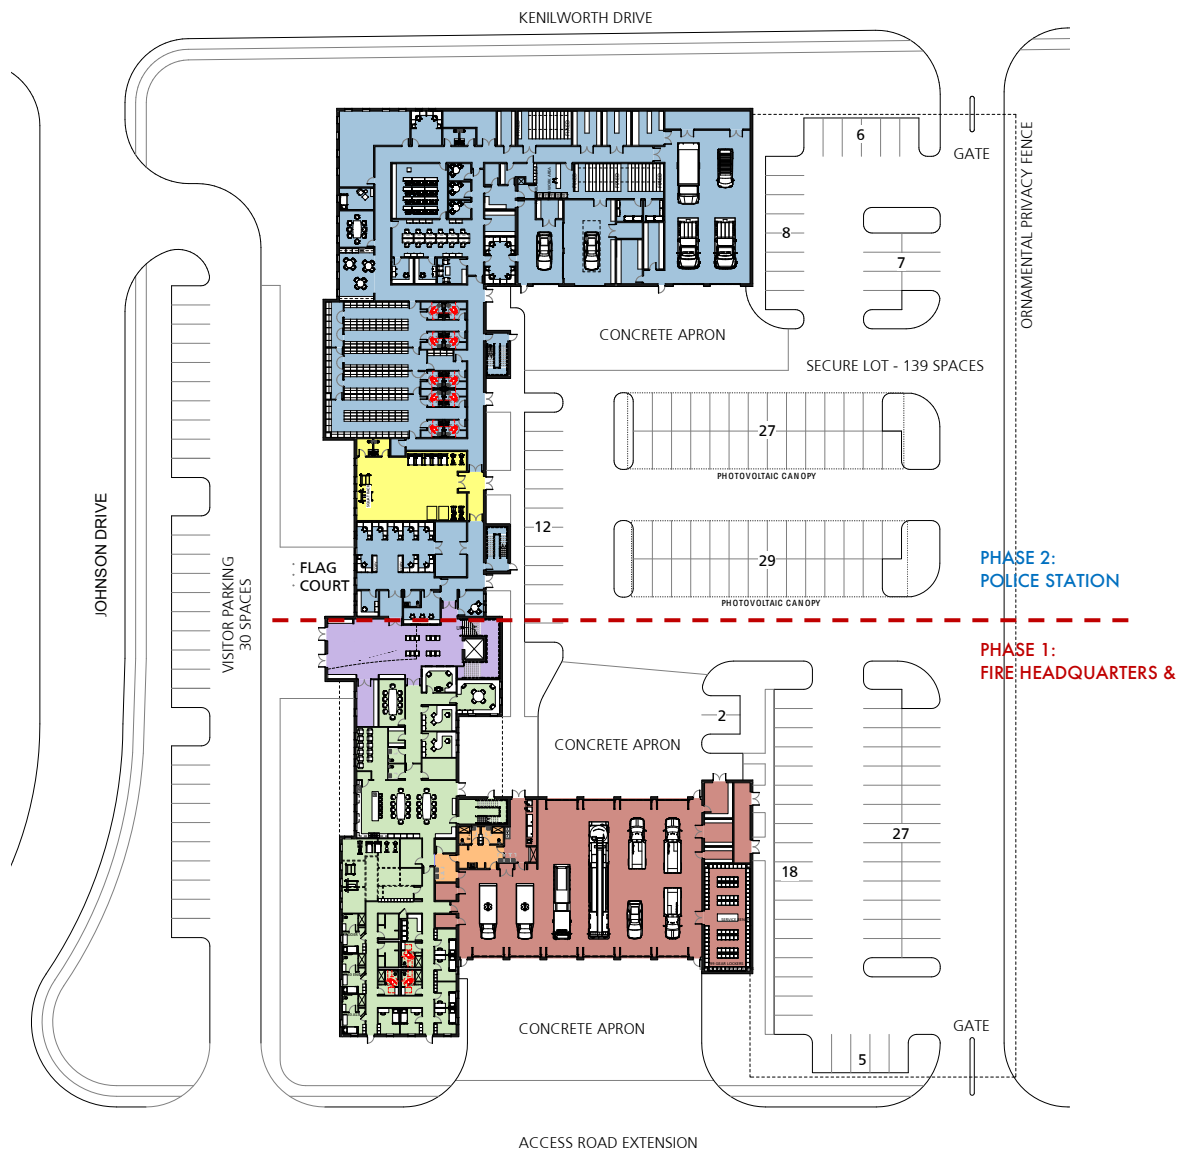 KENILWORTH DRIVE
6
GATE
ORNAMENTAL PRIVACY FENCE
8
7
CONCRETE APRON
SECURE LOT - 139 SPACES
27
PHOTOVOLTAIC CANOPY
JOHNSON DRIVE
12
VISITOR PARKING
30 SPACES
FLAG
COURT
29
PHOTOVOLTAIC CANOPY
PHASE 2:
POLICE STATION
PHASE 1:
FIRE HEADQUARTERS &
2
CONCRETE APRON
27
18
CONCRETE APRON
GATE
5
ACCESS ROAD EXTENSION